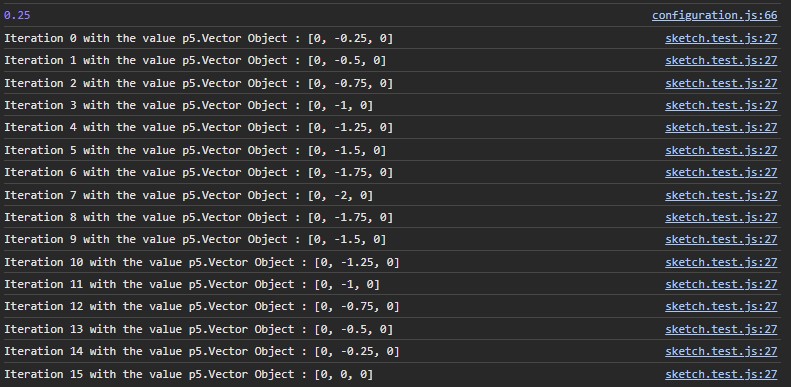 0.25 configuration.js:66
Iteration 0 with the value p5.Vector Object : [0, -0.25, 0] sketch.test.js:27
Iteration 1 with the value p5.Vector Object : [0, -0.5, 0] sketch.test.js:27
Iteration 2 with the value p5.Vector Object : [0, -0.75, 0] sketch.test.js:27
Iteration 3 with the value p5.Vector Object : [0, -1, 0] sketch.test.js:27
Iteration 4 with the value p5.Vector Object : [0, -1.25, 0] sketch.test.js:27
Iteration 5 with the value p5.Vector Object : [0, -1.5, 0] sketch.test.js:27
Iteration 6 with the value p5.Vector Object : [0, -1.75, 0] sketch.test.js:27
Iteration 7 with the value p5.Vector Object : [0, -2, 0] sketch.test.js:27
Iteration 8 with the value p5.Vector Object : [0, -1.75, 0] sketch.test.js:27
Iteration 9 with the value p5.Vector Object : [0, -1.5, 0] sketch.test.js:27
Iteration 10 with the value p5.Vector Object : [0, -1.25, 0] sketch.test.js:27
Iteration 11 with the value p5.Vector Object : [0, -1, 0] sketch.test.js:27
Iteration 12 with the value p5.Vector Object : [0, -0.75, 0] sketch.test.js:27
Iteration 13 with the value p5.Vector Object : [0, -0.5, 0] sketch.test.js:27
Iteration 14 with the value p5.Vector Object : [0, -0.25, 0] sketch.test.js:27
Iteration 15 with the value p5.Vector Object : [0, 0, 0] sketch.test.js:27